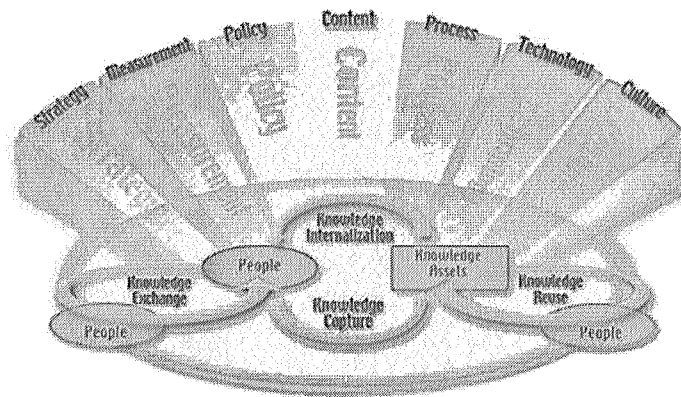 Strategy
Measurement
Policy
Content
Process
Technology
Culture
Policy
Content
Knowledge
Internalization
People
Knowledge
Assets
Knowledge
Exchange
Knowledge
Reuse
Knowledge
Capture
People
People